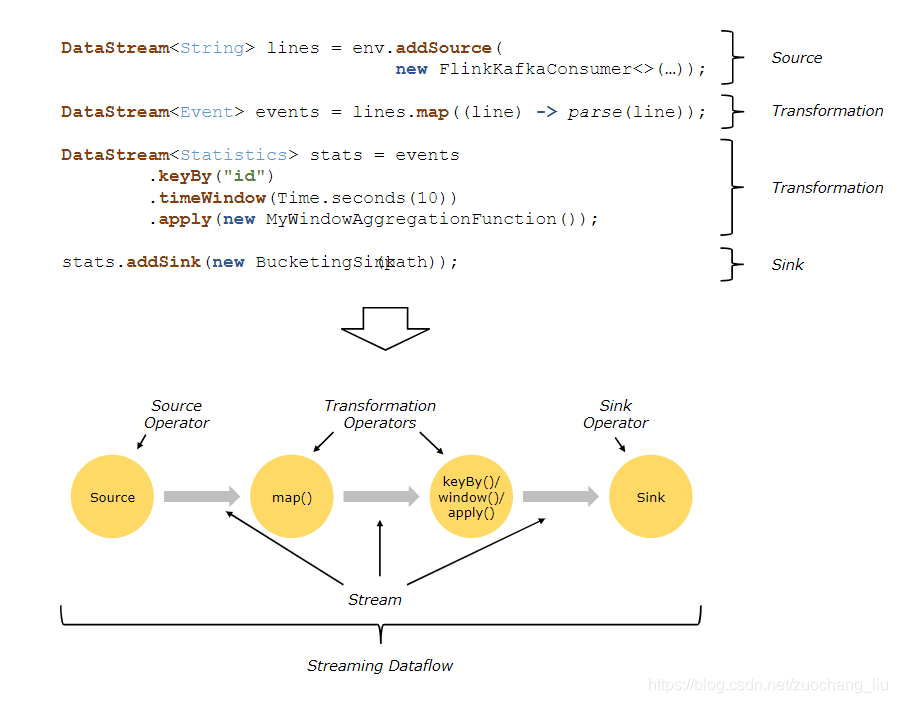 DataStream<String> lines = env.addSource(
new FlinkKafkaConsumer<>(…));
Source
DataStream<Event> events = lines.map((line) -> parse(line));
Transformation
DataStream<Statistics> stats = events
.keyBy("id")
.timeWindow(Time.seconds(10))
.apply(new MyWindowAggregationFunction());
Transformation
stats.addSink(new BucketingSink(path));
Sink
Source
Operator
Transformation
Operators
Sink
Operator
Source
map()
keyBy()/
window()/
apply()
Sink
Stream
Streaming Dataflow
https://blog.csdn.net/zuochang_liu